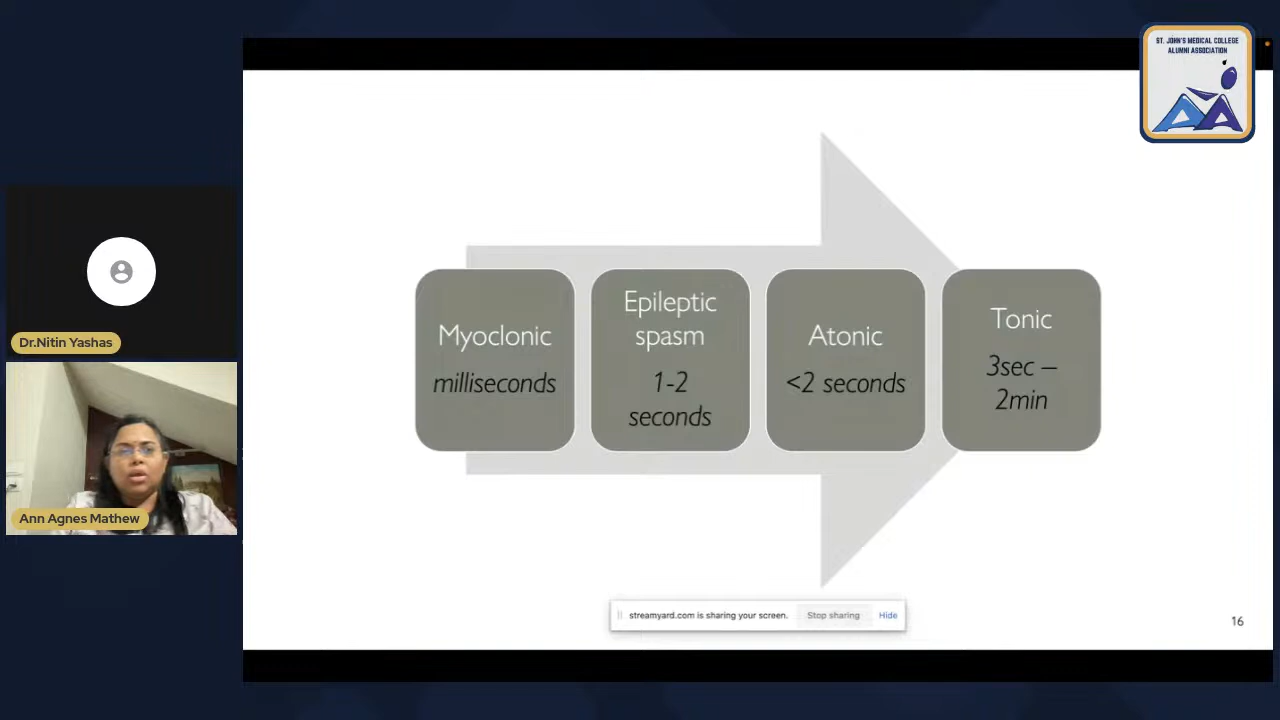 ST. JOHN'S MEDICAL COLLEGE
ALUMNI ASSOCIATION
Dr.Nitin Yashas
Ann Agnes Mathew
Myoclonic
milliseconds
Epileptic
spasm
1-2
seconds
Atonic
<2 seconds
Tonic
3sec –
2min
streamyard.com is sharing your screen.
Stop sharing
Hide
16